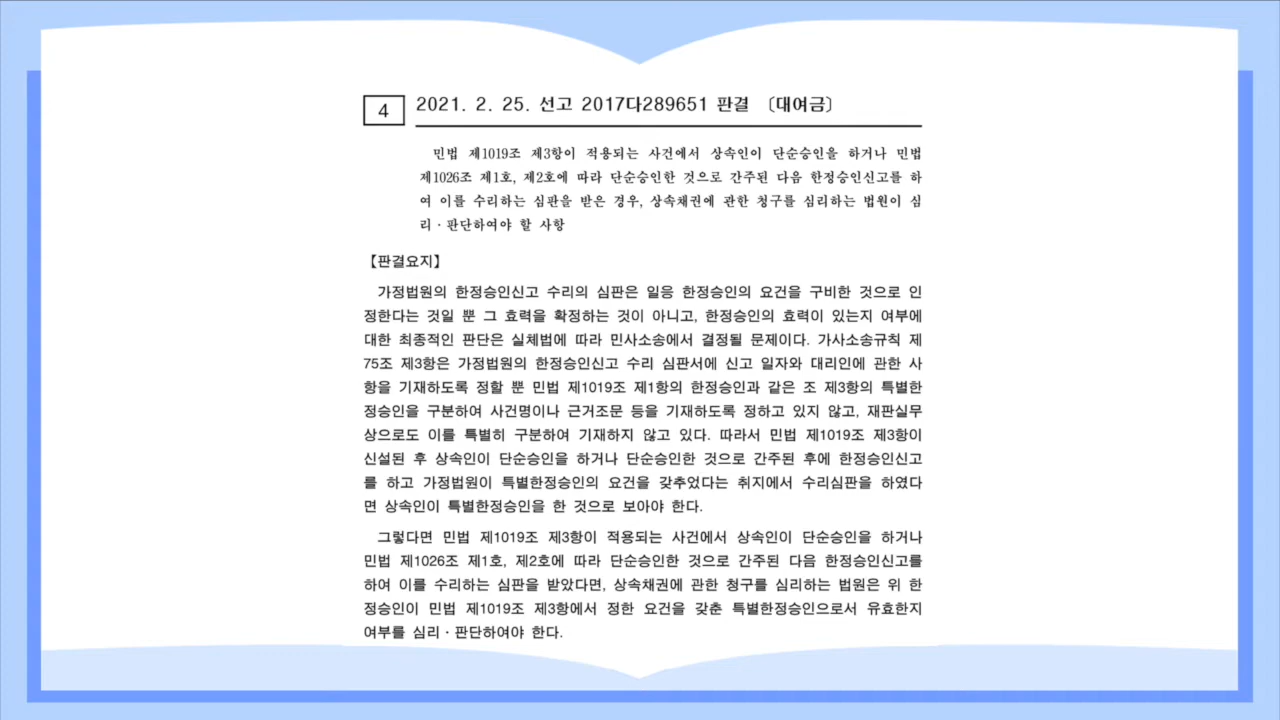 4
2021. 2. 25. 선고 2017다289651 판결 〔대여금〕
민법 제1019조 제3항이 적용되는 사건에서 상속인이 단순승인을 하거나 민법
제1026조 제1호, 제2호에 따라 단순승인한 것으로 간주된 다음 한정승인신고를 하
여 이를 수리하는 심판을 받은 경우, 상속채권에 관한 청구를 심리하는 법원이 심
리ㆍ판단하여야 할 사항
【판결요지】
가정법원의 한정승인신고 수리의 심판은 일응 한정승인의 요건을 구비한 것으로 인
정한다는 것일 뿐 그 효력을 확정하는 것이 아니고, 한정승인의 효력이 있는지 여부에
대한 최종적인 판단은 실체법에 따라 민사소송에서 결정될 문제이다. 가사소송규칙 제
75조 제3항은 가정법원의 한정승인신고 수리 심판서에 신고 일자와 대리인에 관한 사
항을 기재하도록 정할 뿐 민법 제1019조 제1항의 한정승인과 같은 조 제3항의 특별한
정승인을 구분하여 사건명이나 근거조문 등을 기재하도록 정하고 있지 않고, 재판실무
상으로도 이를 특별히 구분하여 기재하지 않고 있다. 따라서 민법 제1019조 제3항이
신설된 후 상속인이 단순승인을 하거나 단순승인한 것으로 간주된 후에 한정승인신고
를 하고 가정법원이 특별한정승인의 요건을 갖추었다는 취지에서 수리심판을 하였다
면 상속인이 특별한정승인을 한 것으로 보아야 한다.
그렇다면 민법 제1019조 제3항이 적용되는 사건에서 상속인이 단순승인을 하거나
민법 제1026조 제1호, 제2호에 따라 단순승인한 것으로 간주된 다음 한정승인신고를
하여 이를 수리하는 심판을 받았다면, 상속채권에 관한 청구를 심리하는 법원은 위 한
정승인이 민법 제1019조 제3항에서 정한 요건을 갖춘 특별한정승인으로서 유효한지
여부를 심리ㆍ판단하여야 한다.